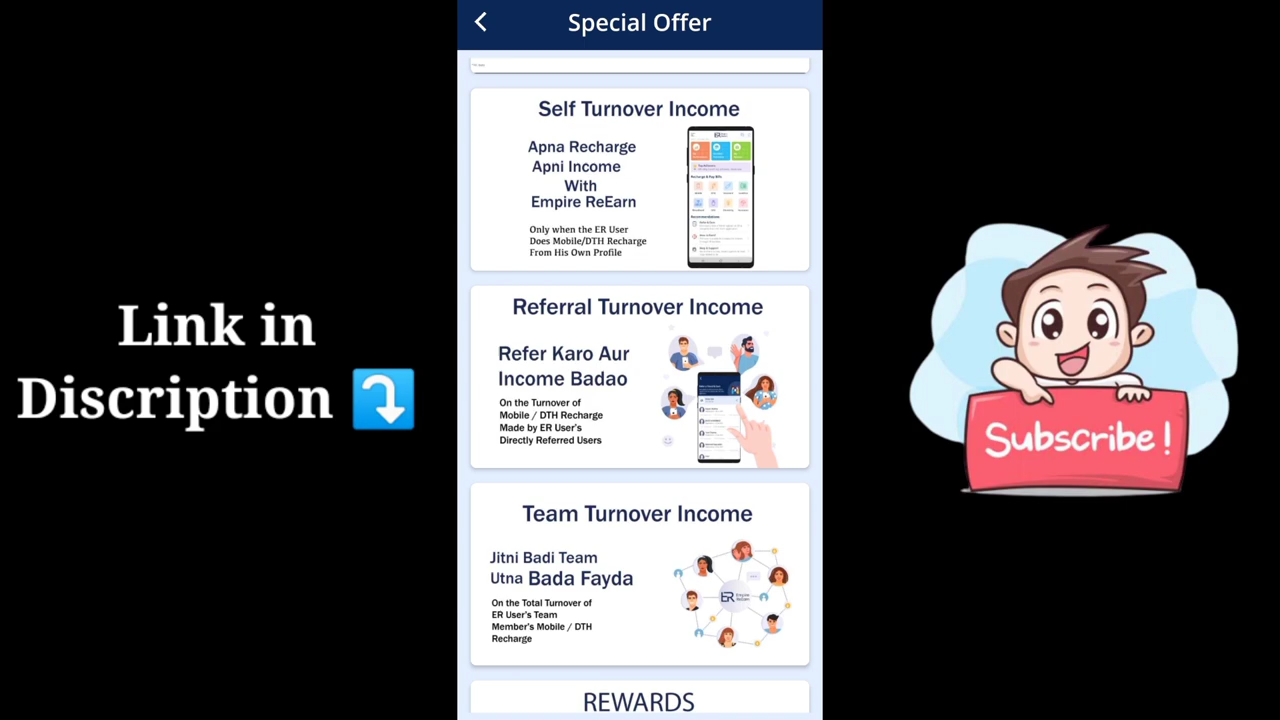 Special Offer
Self Turnover Income
Apna Recharge
Apni Income
With
Empire ReEarn
Only when the ER User
Does Mobile/DTH Recharge
From His Own Profile
Referral Turnover Income
Refer Karo Aur
Income Badao
On the Turnover of
Mobile / DTH Recharge
Made by ER User's
Directly Referred Users
Team Turnover Income
Jitni Badi Team
Utna Bada Fayda
On the Total Turnover of
ER User's Team
Member's Mobile / DTH
Recharge
ER Empire
ReEarn
REWARDS
Link in
Discription
Subscribe!